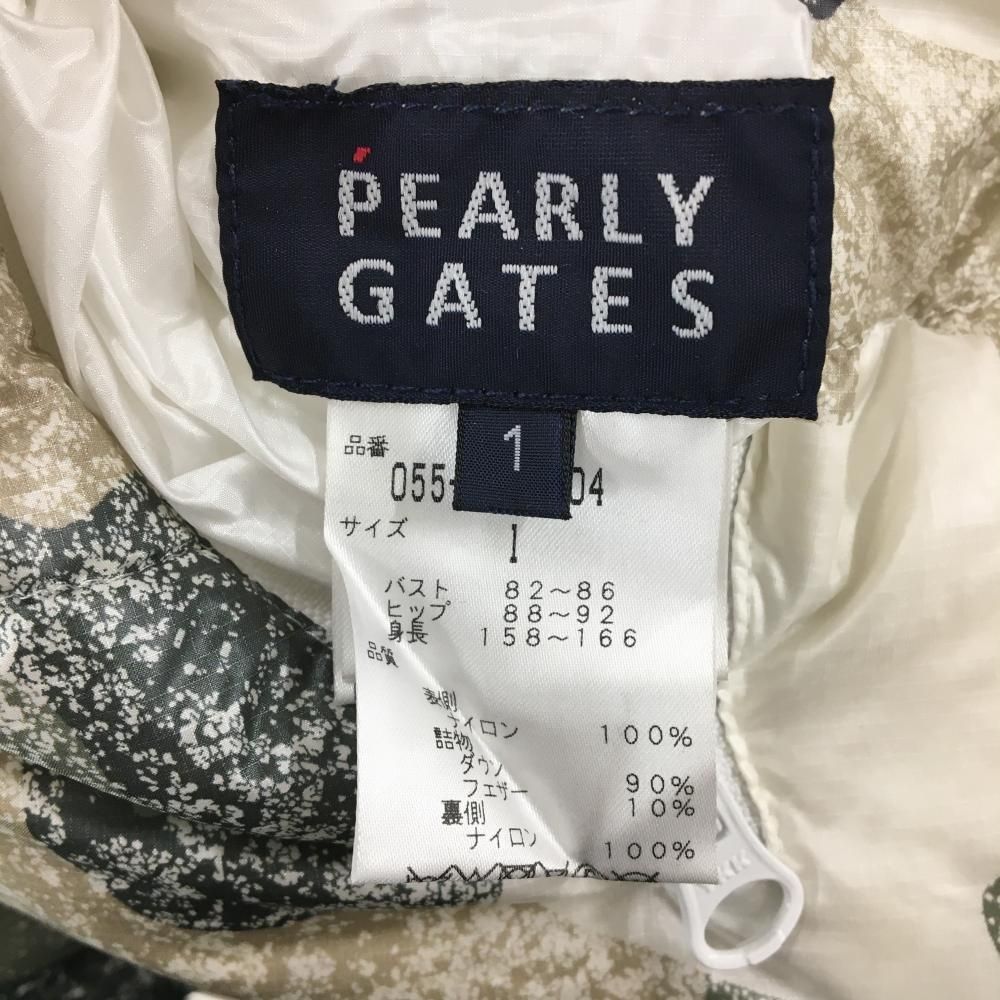 PEARLY
GATES
1
品番
055- 04
サイズ
1
バスト 82～86
ヒップ 88～92
身長 158～166
品質
表側
ナイロン 100%
詰物
ダウン 90%
フェザー 10%
裏側
ナイロン 100%